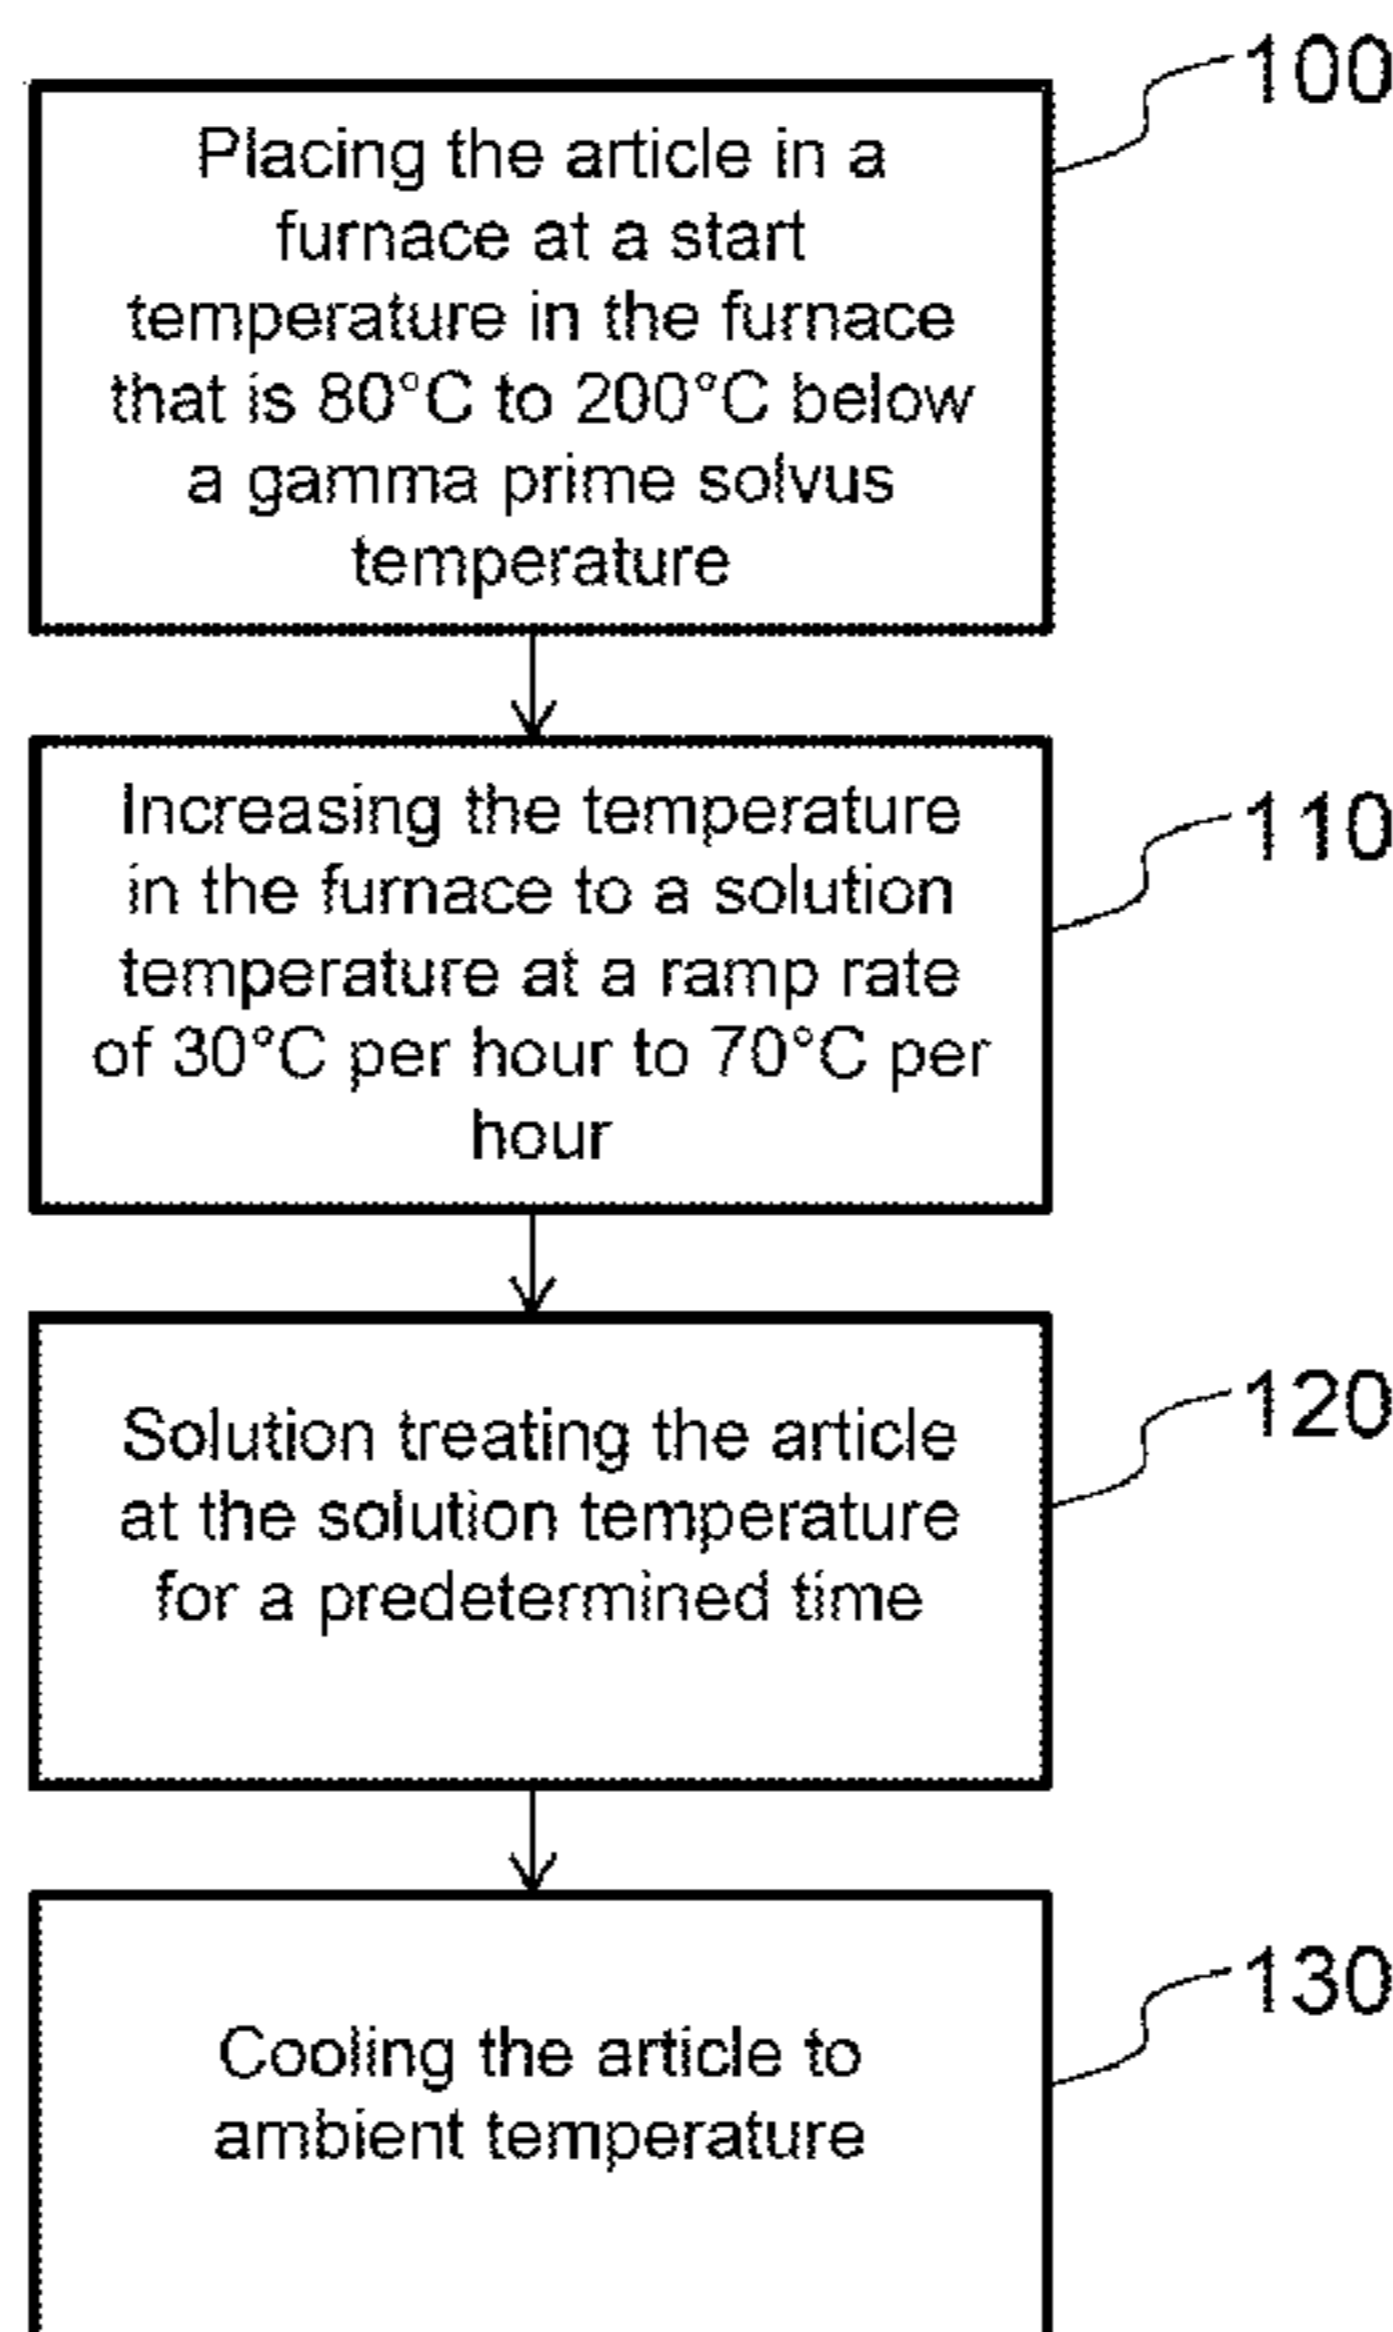 100
Placing the article in a
furnace at a start
temperature in the furnace
that is 80°C to 200°C below
a gamma prime solvus
temperature
110
Increasing the temperature
in the furnace to a solution
temperature at a ramp rate
of 30°C per hour to 70°C per
hour
120
Solution treating the article
at the solution temperature
for a predetermined time
130
Cooling the article to
ambient temperature